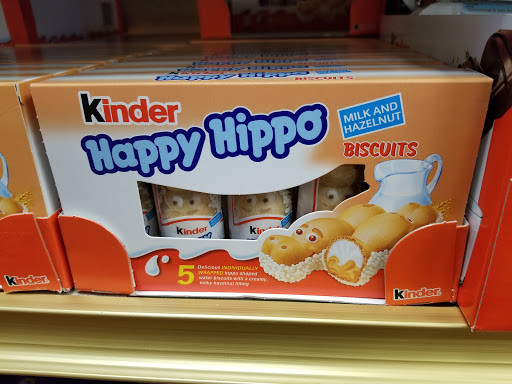 Kinder
Happy Hippo
MILK AND
HAZELNUT
BISCUITS
Kinder
Kinder
5
Delicious INDIVIDUALLY
WRAPPED hippo shaped
wafer biscuits with a creamy,
milky hazelnut filling
Kinder
Kinder
BISCUITS